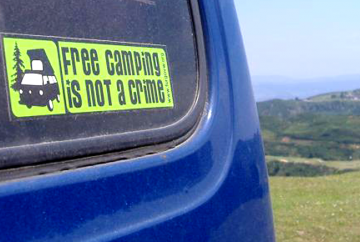 Free camping
is not a crime